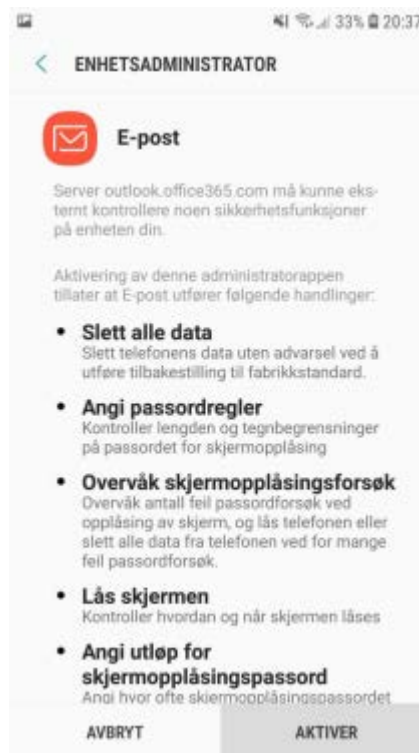 33% 20:37
ENHETSADMINISTRATOR
E-post
Server outlook.office365.com må kunne eks-
ternt kontrollere noen sikkerhetsfunksjoner
på enheten din.
Aktivering av denne administratorappen
tillater at E-post utfører følgende handlinger:
• Slett alle data
Slett telefonens data uten advarsel ved å
utføre tilbakestilling til fabrikkstandard.
• Angi passordregler
Kontroller lengden og tegnbegrensninger
på passordet for skjermopplåsing
• Overvåk skjermopplåsingsforsøk
Overvåk antall feil passordforsøk ved
opplåsing av skjerm, og lås telefonen eller
slett alle data fra telefonen ved for mange
feil passordforsøk.
• Lås skjermen
Kontroller hvordan og når skjermen låses
• Angi utløp for
skjermopplåsingspassord
Angi hvor ofte skjermopplåsingspassordet
AVBRYT AKTIVER